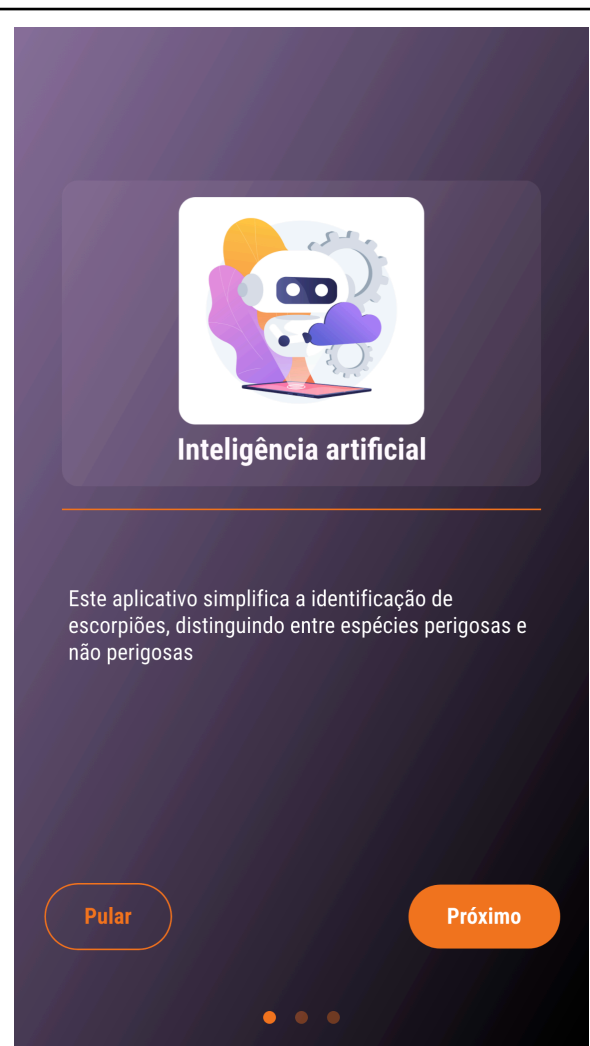 Inteligência artificial
Este aplicativo simplifica a identificação de
escorpiões, distinguindo entre espécies perigosas e
não perigosas
Pular
Próximo